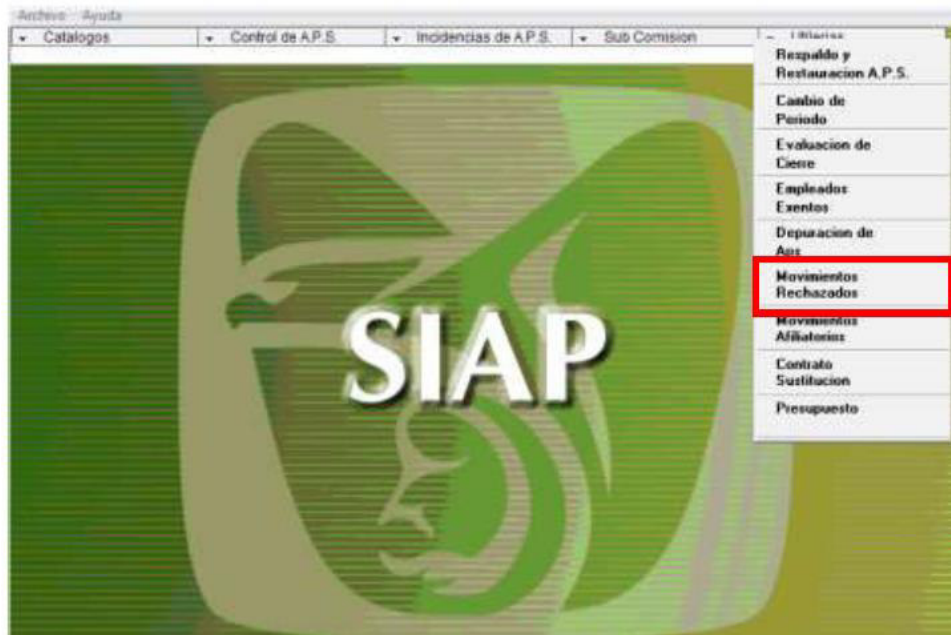 Archivo Ayuda
Catalogos Control de A.P.S. Incidencias de A.P.S. Sub Comision Utilerias
Respaldo y
Restauracion A.P.S.
Cambio de
Periodo
Evaluacion de
Cierre
Empleados
Exentos
Depuracion de
Aps
Movimientos
Rechazados
Movimientos
Afiliatorios
Contrato
Sustitucion
Presupuesto
SIAP